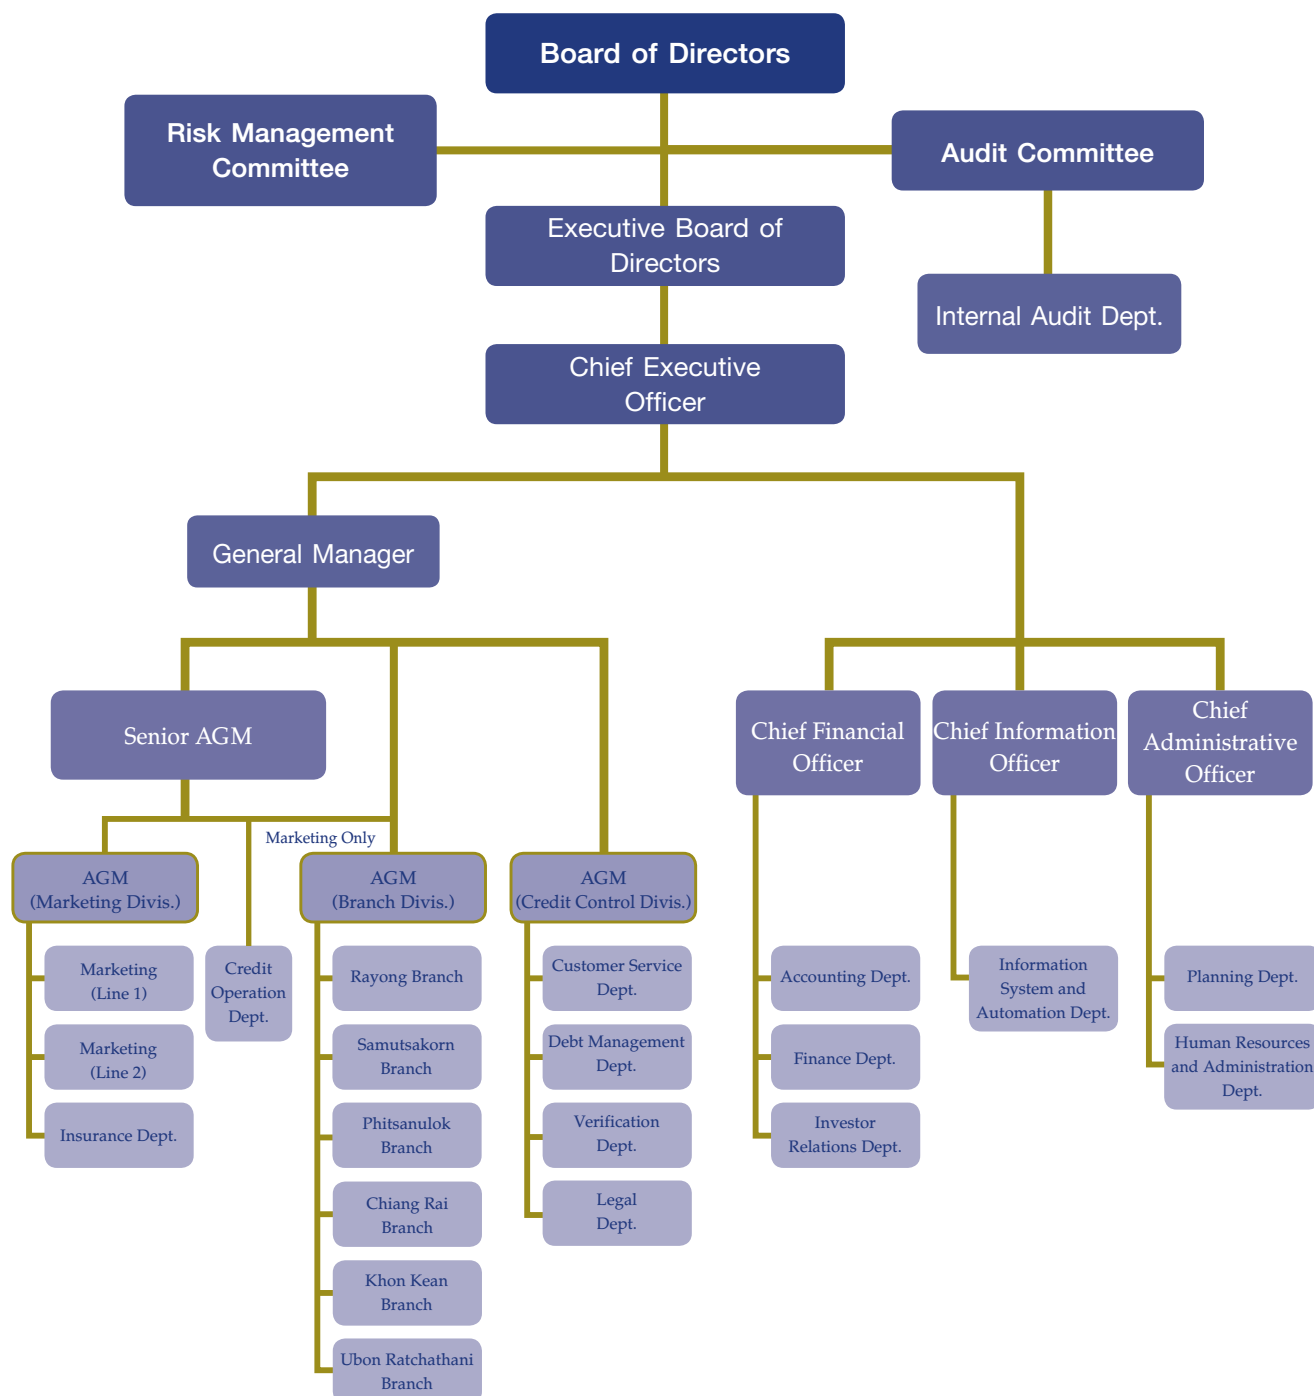 Board of Directors
Risk Management
Committee
Audit Committee
Executive Board of
Directors
Internal Audit Dept.
Chief Executive
Officer
General Manager
Senior AGM
Chief Financial
Officer
Chief Information
Officer
Chief
Administrative
Officer
Marketing Only
AGM
(Marketing Divis.)
AGM
(Branch Divis.)
AGM
(Credit Control Divis.)
Marketing
(Line 1)
Marketing
(Line 2)
Insurance Dept.
Credit
Operation
Dept.
Rayong Branch
Samutsakorn
Branch
Phitsanulok
Branch
Chiang Rai
Branch
Khon Kean
Branch
Ubon Ratchathani
Branch
Customer Service
Dept.
Debt Management
Dept.
Verification
Dept.
Legal
Dept.
Accounting Dept.
Finance Dept.
Investor
Relations Dept.
Information
System and
Automation Dept.
Planning Dept.
Human Resources
and Administration
Dept.